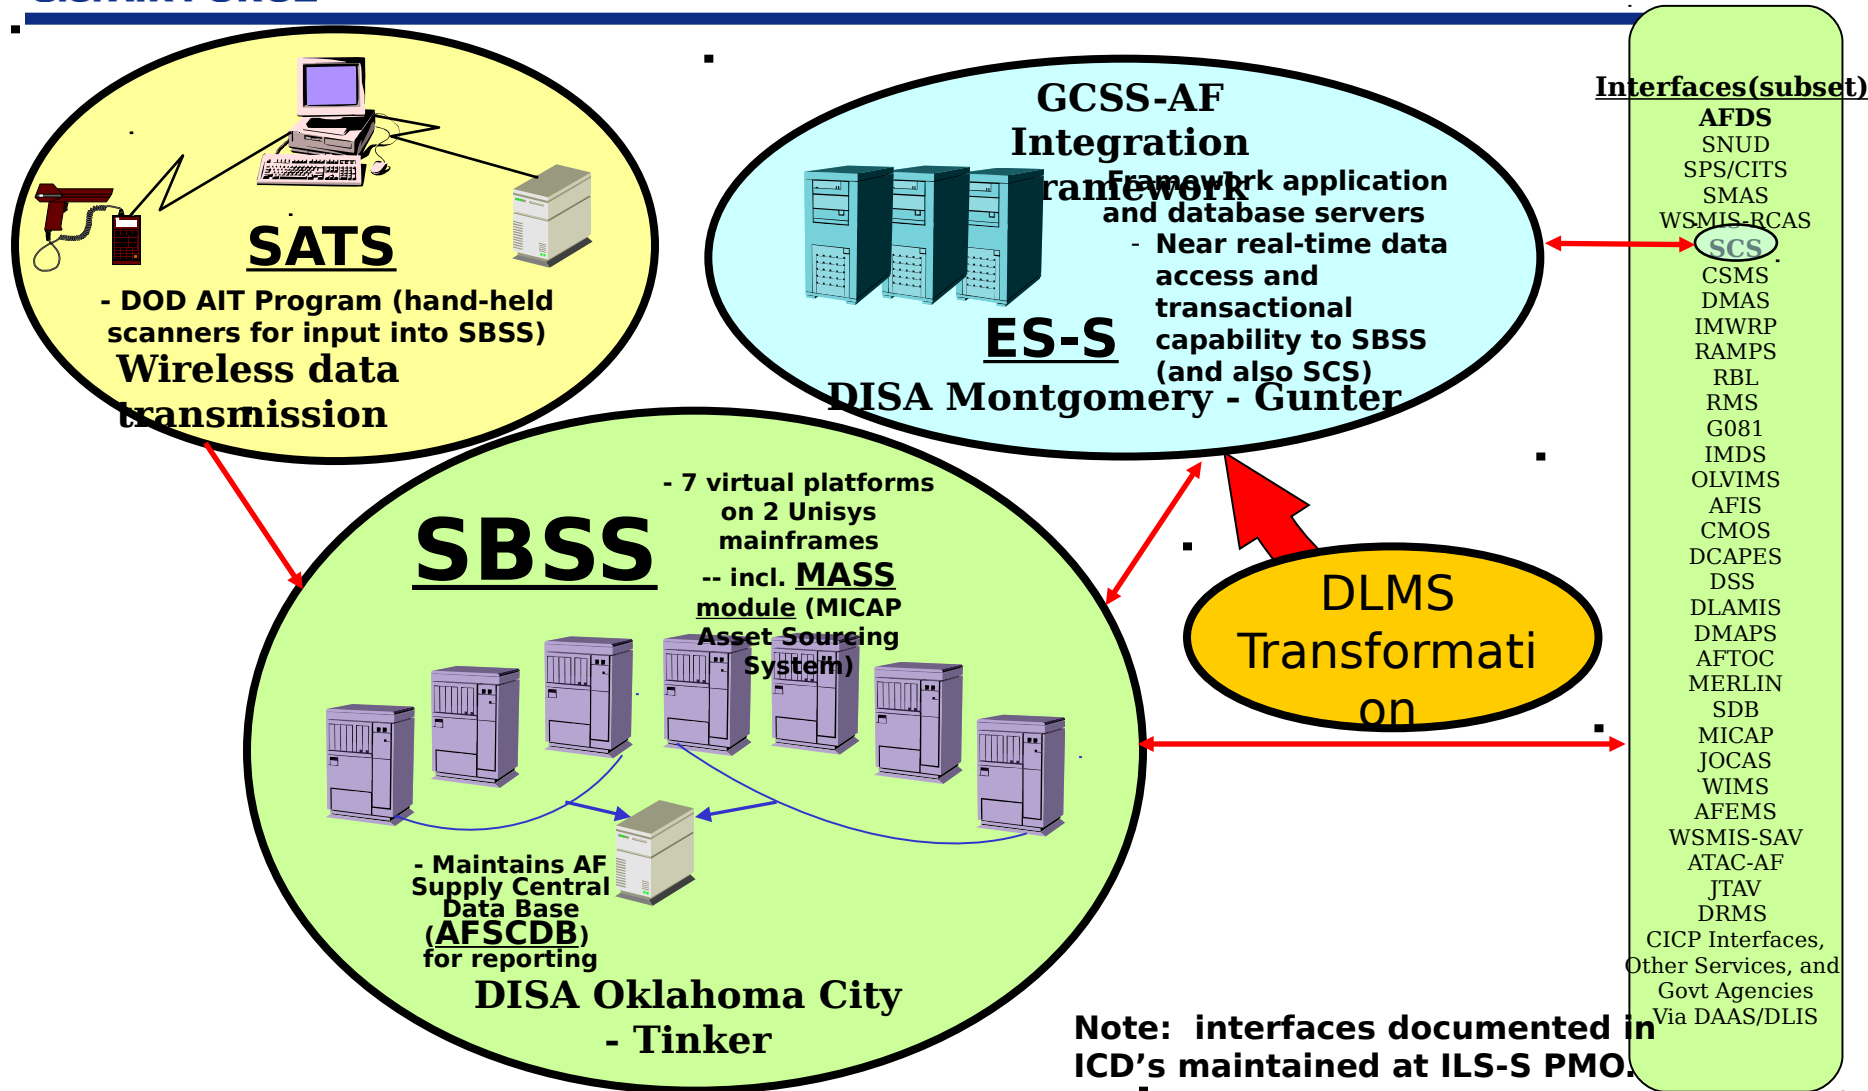 SATS
- DOD AIT Program (hand-held
scanners for input into SBSS)
Wireless data
transmission
GCSS-AF
Integration
Framework
Framework application
and database servers
- Near real-time data
access and
transactional
capability to SBSS
(and also SCS)
ES-S
DISA Montgomery - Gunter
SBSS
- 7 virtual platforms
on 2 Unisys
mainframes
-- incl. MASS
module (MICAP
Asset Sourcing
System)
- Maintains AF
Supply Central
Data Base
(AFSCDB)
for reporting
DISA Oklahoma City
- Tinker
DLMS
Transformati
on
Interfaces(subset)
AFDS
SNUD
SPS/CITS
SMAS
WSMIS-RCAS
SCS
CSMS
DMAS
IMWRP
RAMPS
RBL
RMS
G081
IMDS
OLVIMS
AFIS
CMOS
DCAPES
DSS
DLAMIS
DMAPS
AFTOC
MERLIN
SDB
MICAP
JOCAS
WIMS
AFEMS
WSMIS-SAV
ATAC-AF
JTAV
DRMS
CICP Interfaces,
Other Services, and
Govt Agencies
Via DAAS/DLIS
Note: interfaces documented in
ICD’s maintained at ILS-S PMO.